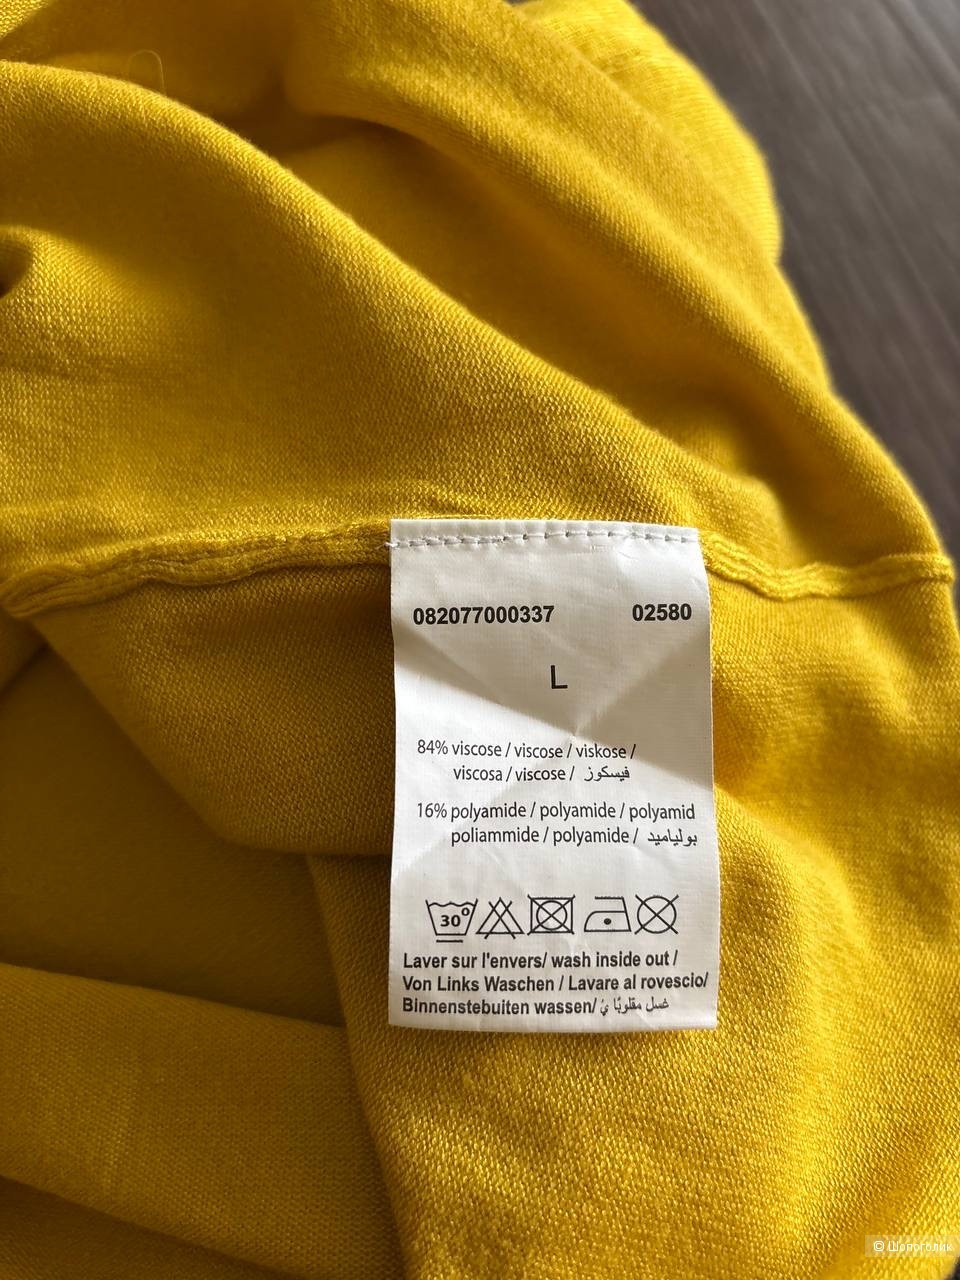 082077000337 02580
L
84% viscose / viscose / viskose /
viscosa / viscose / فيسكوز
16% polyamide / polyamide / polyamid
poliammide / polyamide / بولياميد
30°
Laver sur l'envers/ wash inside out /
Von Links Waschen / Lavare al rovescio/
Binnenstebuiten wassen/ غسل مقلوبًا
© Шопоголик